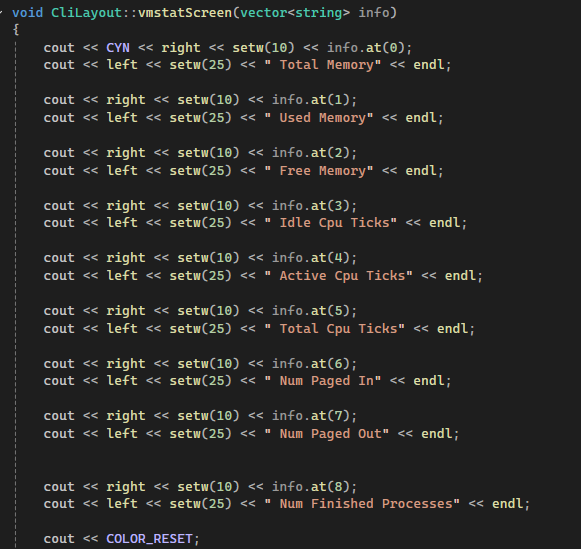 void CliLayout::vmstatScreen(vector<string> info)
{
cout << CYN << right << setw(10) << info.at(0);
cout << left << setw(25) << " Total Memory" << endl;
cout << right << setw(10) << info.at(1);
cout << left << setw(25) << " Used Memory" << endl;
cout << right << setw(10) << info.at(2);
cout << left << setw(25) << " Free Memory" << endl;
cout << right << setw(10) << info.at(3);
cout << left << setw(25) << " Idle Cpu Ticks" << endl;
cout << right << setw(10) << info.at(4);
cout << left << setw(25) << " Active Cpu Ticks" << endl;
cout << right << setw(10) << info.at(5);
cout << left << setw(25) << " Total Cpu Ticks" << endl;
cout << right << setw(10) << info.at(6);
cout << left << setw(25) << " Num Paged In" << endl;
cout << right << setw(10) << info.at(7);
cout << left << setw(25) << " Num Paged Out" << endl;
cout << right << setw(10) << info.at(8);
cout << left << setw(25) << " Num Finished Processes" << endl;
cout << COLOR_RESET;